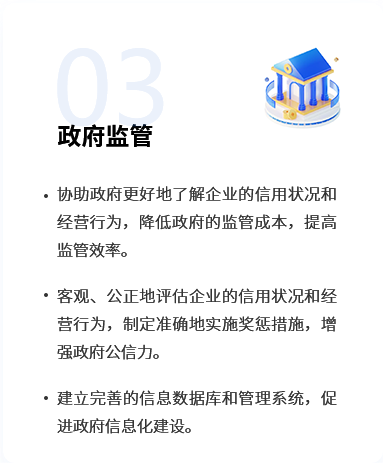 03
政府监管
• 协助政府更好地了解企业的信用状况和
经营行为，降低政府的监管成本，提高
监管效率。
• 客观、公正地评估企业的信用状况和经
营行为，制定准确地实施奖惩措施，增
强政府公信力。
• 建立完善的信息数据库和管理系统，促
进政府信息化建设。